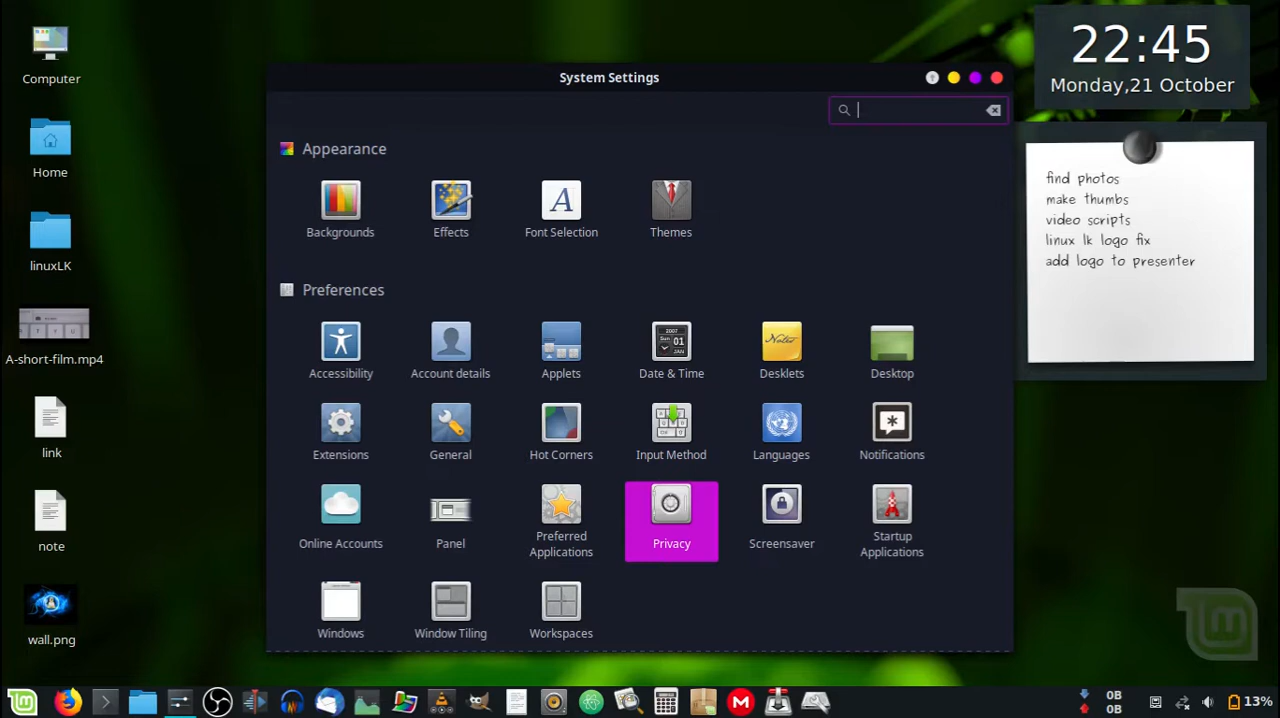 Computer
Home
linuxLK
A-short-film.mp4
link
note
wall.png
System Settings
Appearance
Backgrounds
Effects
Font Selection
Themes
Preferences
Accessibility
Account details
Applets
Date & Time
Desklets
Desktop
Extensions
General
Hot Corners
Input Method
Languages
Notifications
Online Accounts
Panel
Preferred
Applications
Privacy
Screensaver
Startup
Applications
Windows
Window Tiling
Workspaces
22:45
Monday,21 October
find photos
make thumbs
video scripts
linux lk logo fix
add logo to presenter
0B
0B
13%